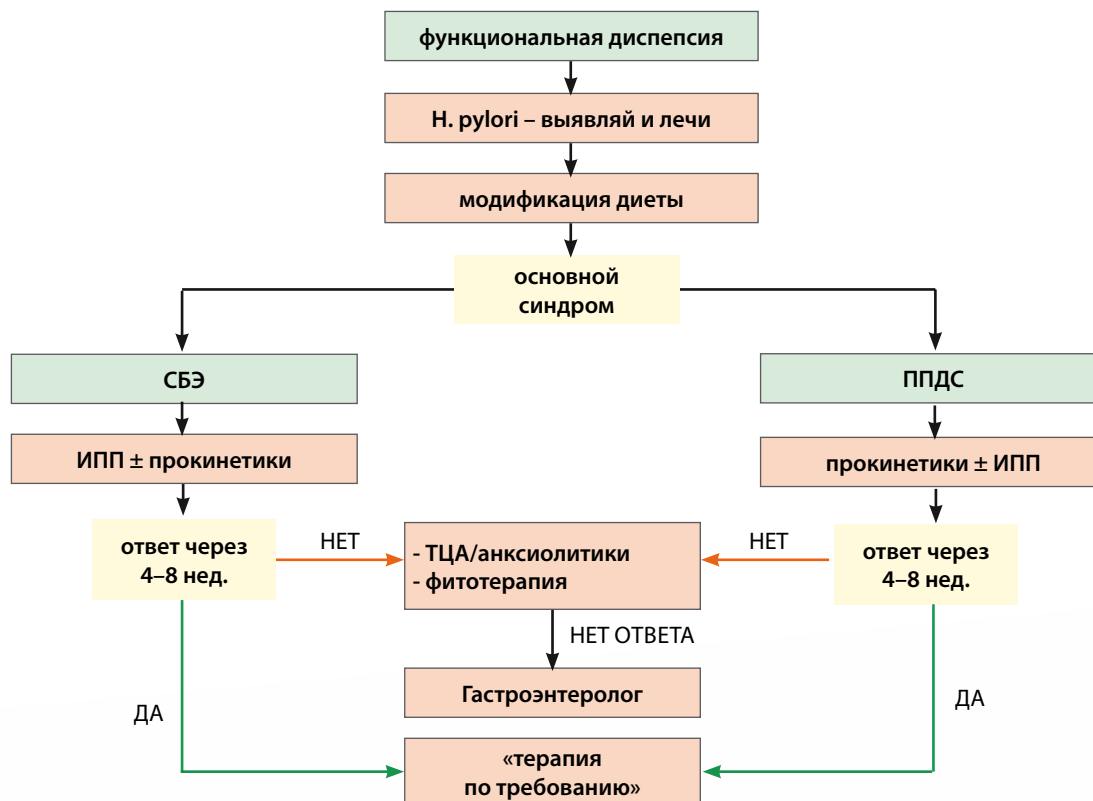 функциональная диспепсия
H. pylori – выявляй и лечи
модификация диеты
основной
синдром
СБЭ
ППДС
ИПП ± прокинетики
прокинетики ± ИПП
ответ через
4–8 нед.
НЕТ
- ТЦА/анксиолитики
- фитотерапия
НЕТ
ответ через
4–8 нед.
НЕТ ОТВЕТА
Гастроэнтеролог
ДА
ДА
«терапия
по требованию»